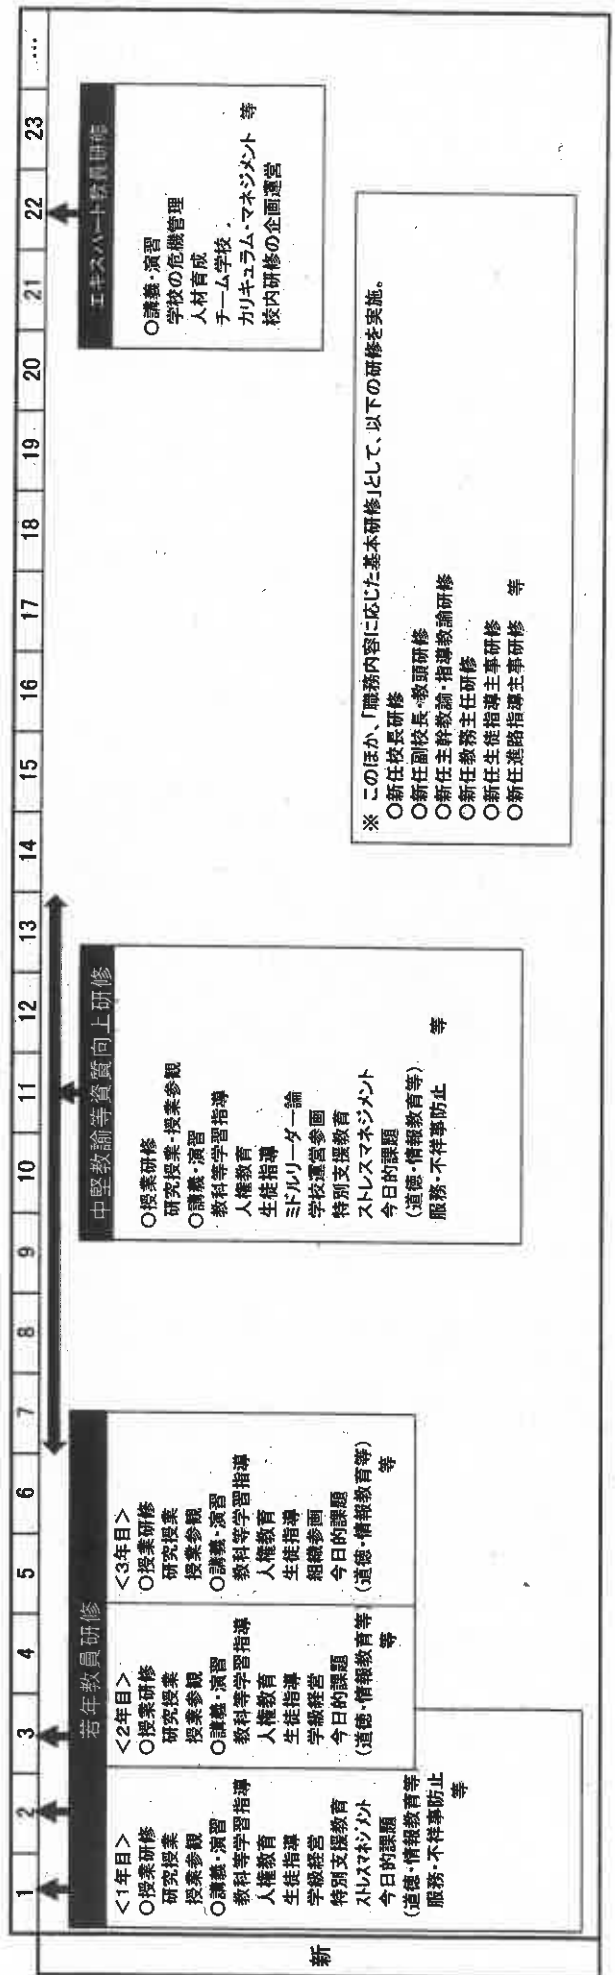 新
1 2 3 4 5 6 7 8 9 10 11 12 13 14 15 16 17 18 19 20 21 22 23 …
若年教員研修
<1年目>
○授業研修
研究授業
授業参観
○講義・演習
教科等学習指導
人権教育
生徒指導
学級経営
特別支援教育
ストレスマネジメント
今日的課題
(道徳・情報教育等
服務・不祥事防止
等
<2年目>
○授業研修
研究授業
授業参観
○講義・演習
教科等学習指導
人権教育
生徒指導
学級経営
今日的課題
(道徳・情報教育等)
等
<3年目>
○授業研修
研究授業
授業参観
○講義・演習
教科等学習指導
人権教育
生徒指導
組織参画
今日的課題
(道徳・情報教育等)
等
中堅教諭等資質向上研修
○授業研修
研究授業・授業参観
○講義・演習
教科等学習指導
人権教育
生徒指導
ミドルリーダー論
学校運営参画
特別支援教育
ストレスマネジメント
今日的課題
(道徳・情報教育等)
服務・不祥事防止 等
エキスパート教員研修
○講義・演習
学校の危機管理
人材育成
チーム学校
カリキュラム・マネジメント 等
校内研修の企画運営
※ このほか、「職務内容に応じた基本研修」として、以下の研修を実施。
○新任校長研修
○新任副校長・教頭研修
○新任主幹教諭・指導教諭研修
○新任教務主任研修
○新任生徒指導主事研修
○新任進路指導主事研修 等